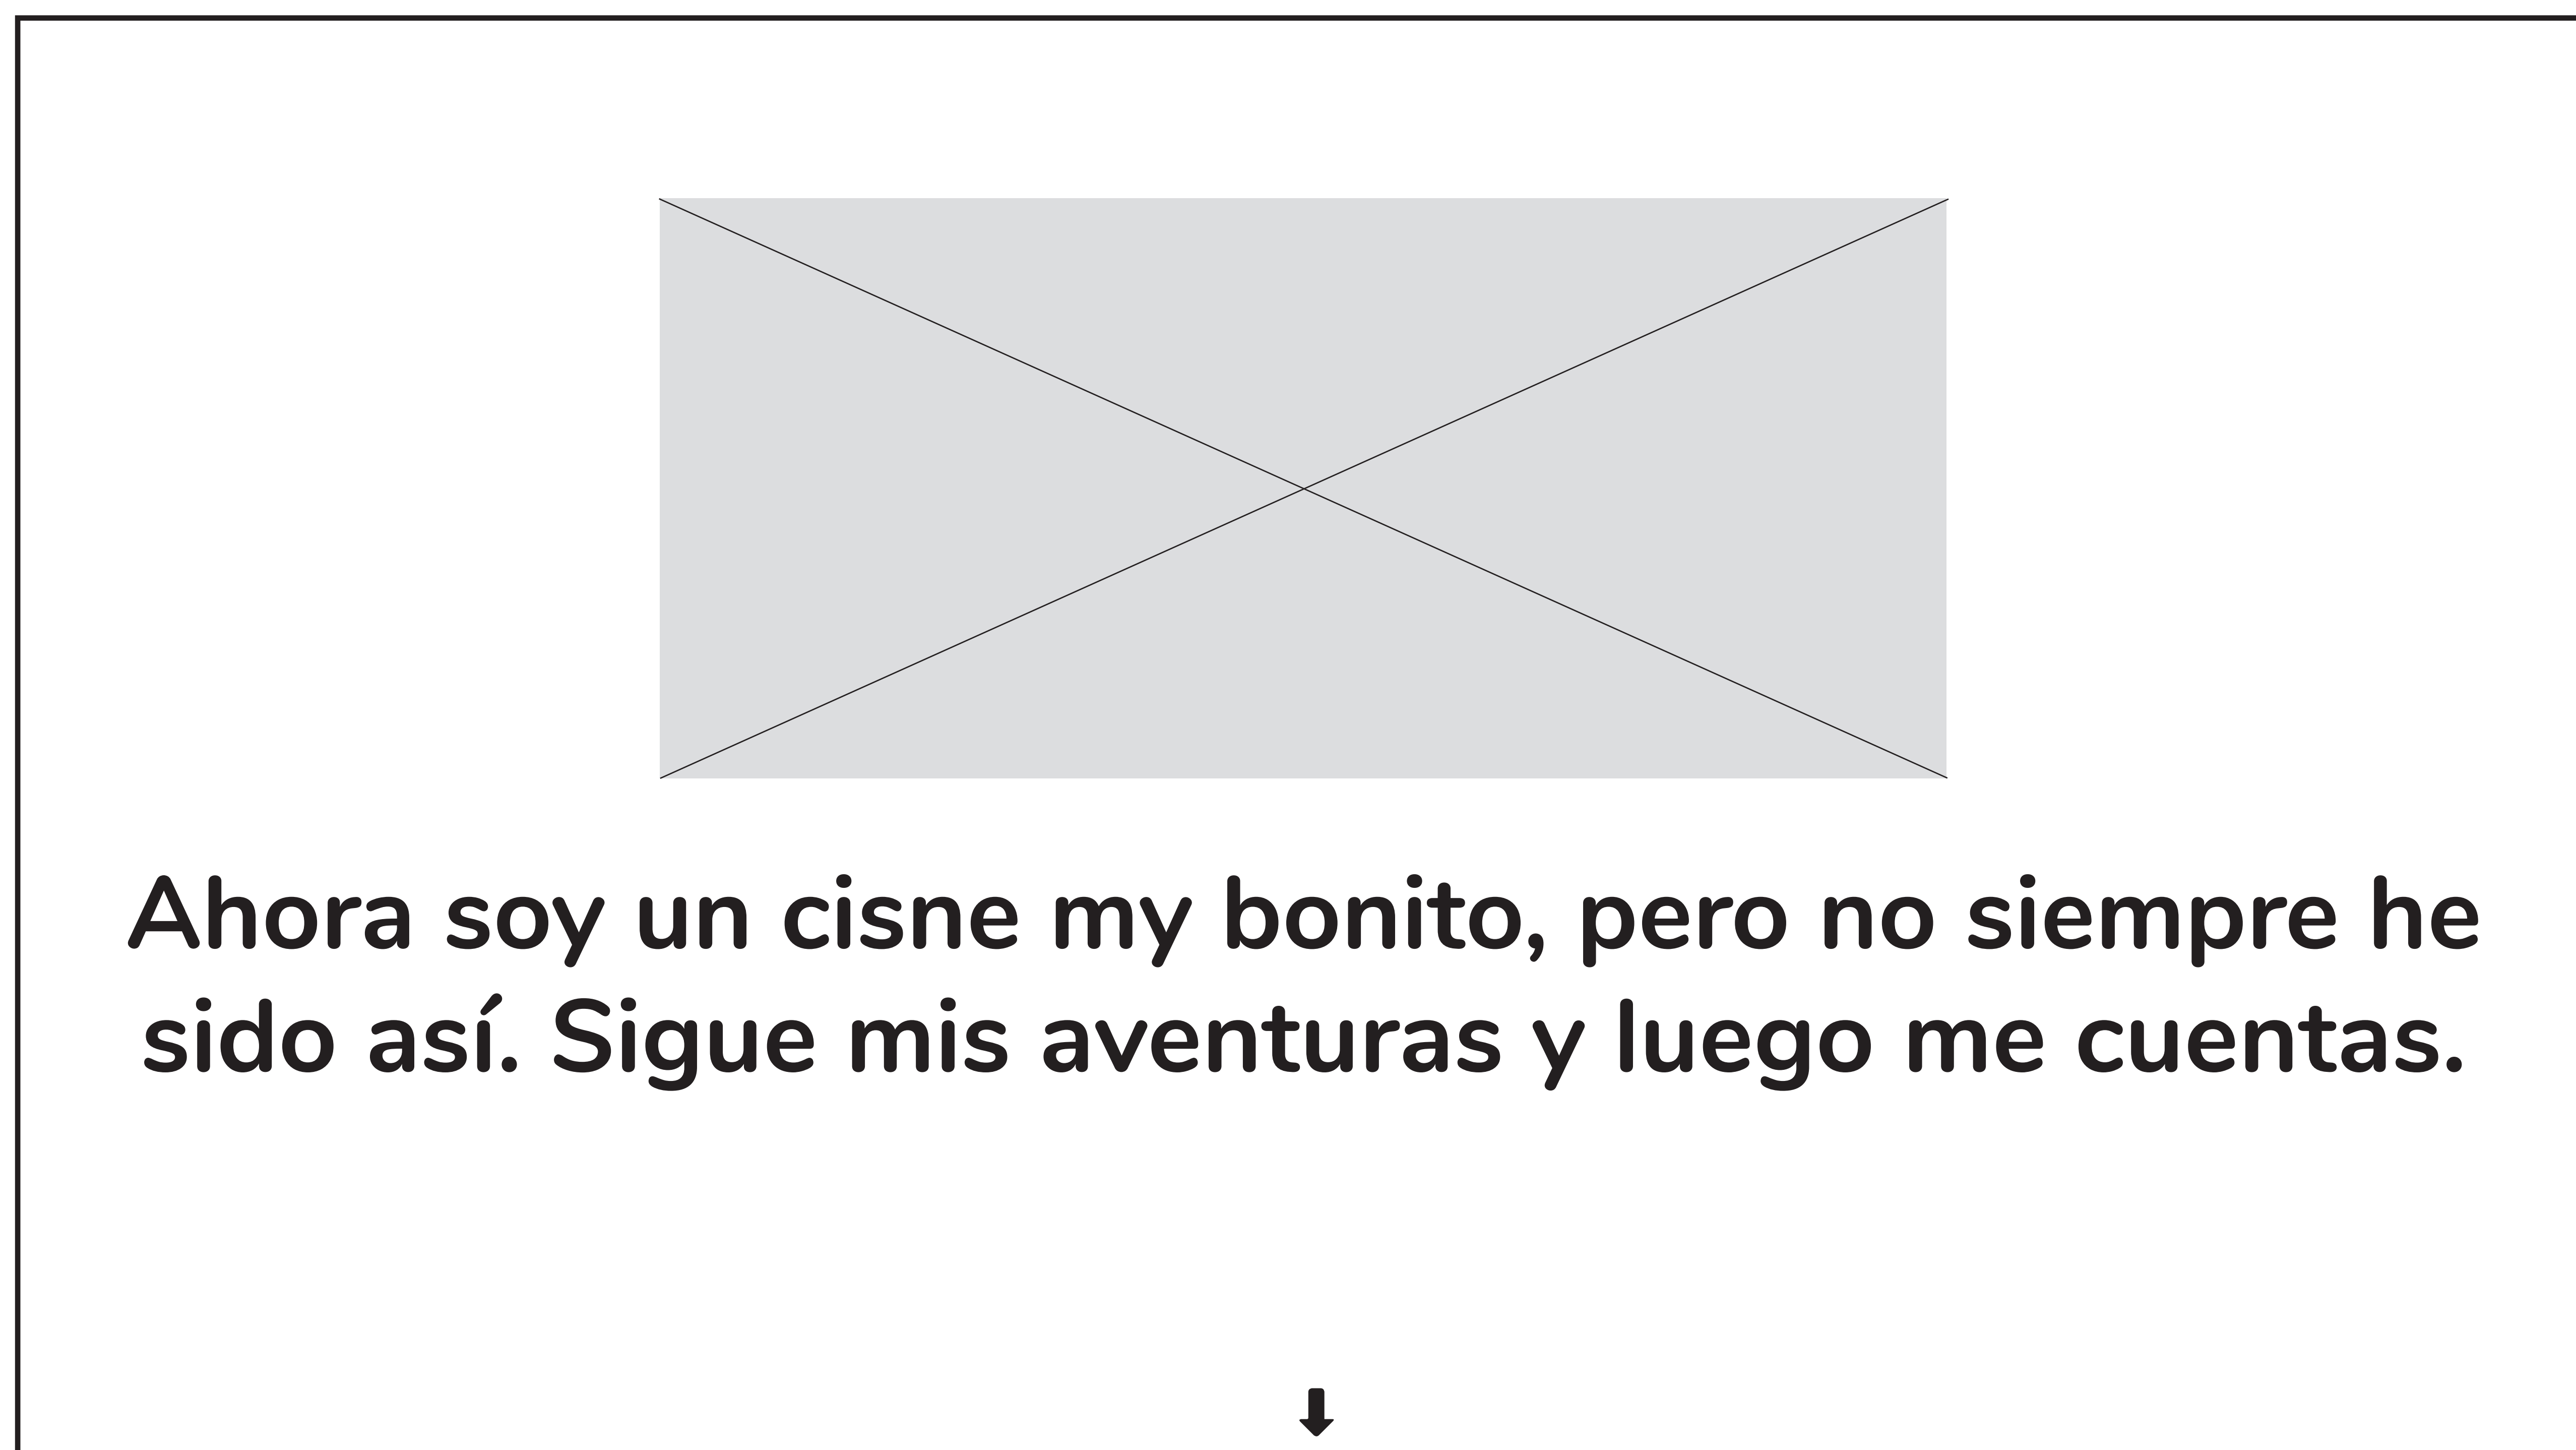 Ahora soy un cisne my bonito, pero no siempre he
sido así. Sigue mis aventuras y luego me cuentas.